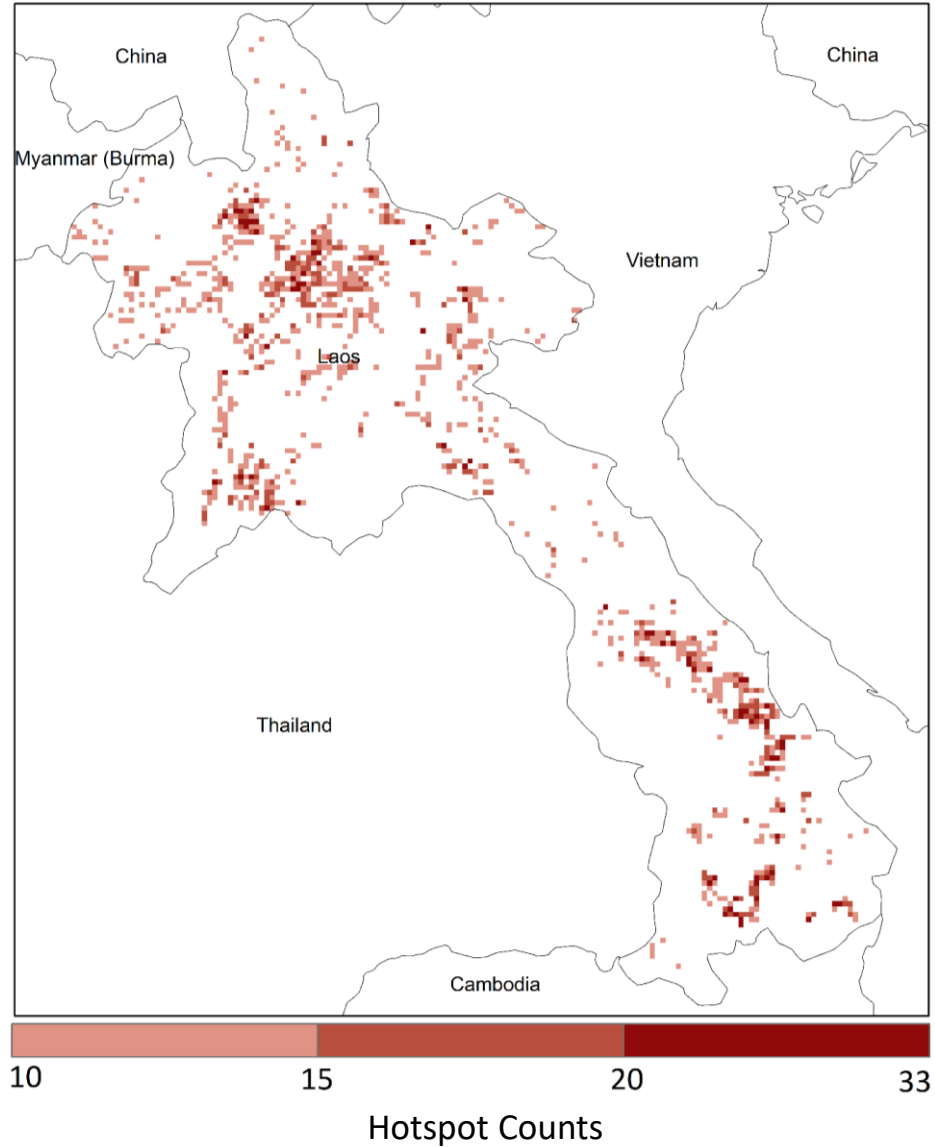 China
China
Myanmar (Burma)
Vietnam
Laos
Thailand
Cambodia
10 15 20 33
Hotspot Counts